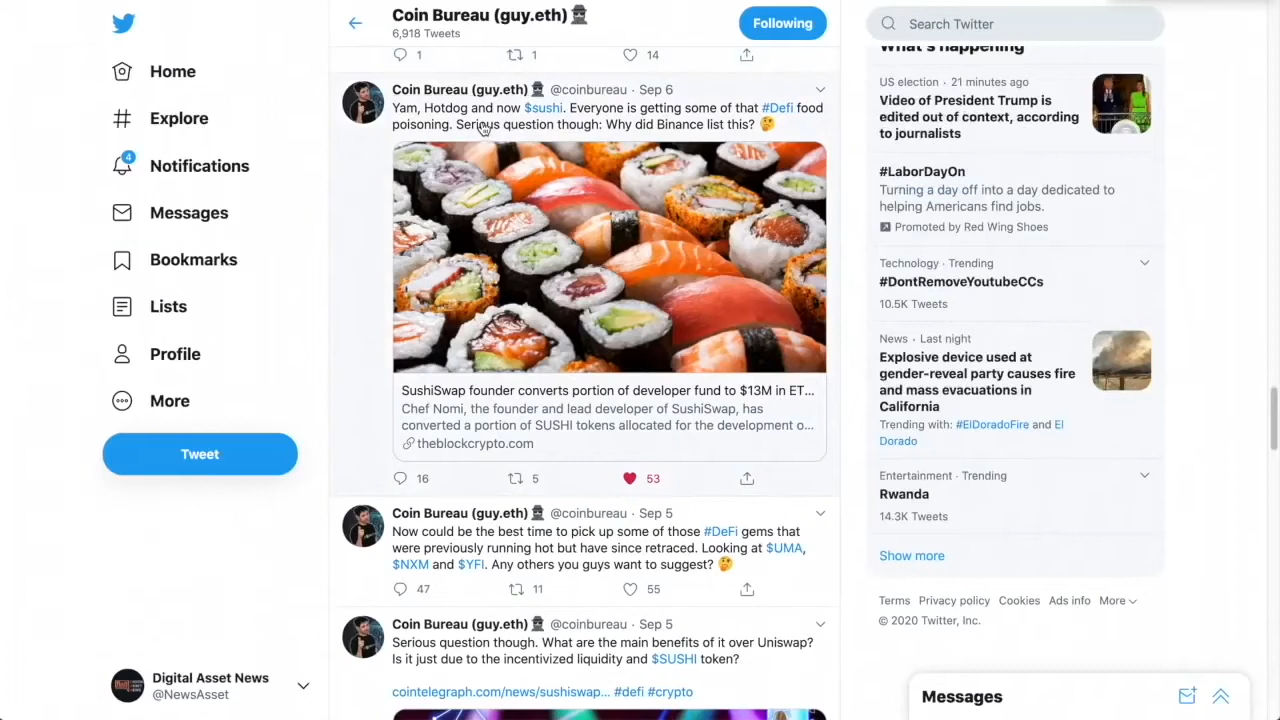 Home
Explore
4
Notifications
Messages
Bookmarks
Lists
Profile
More
Tweet
Digital Asset News
@NewsAsset
Coin Bureau (guy.eth)
6,918 Tweets
Following
1 1 14
Coin Bureau (guy.eth) @coinbureau · Sep 6
Yam, Hotdog and now $sushi. Everyone is getting some of that #Defi food
poisoning. Serious question though: Why did Binance list this? 🤔
SushiSwap founder converts portion of developer fund to $13M in ET...
Chef Nomi, the founder and lead developer of SushiSwap, has
converted a portion of SUSHI tokens allocated for the development o...
theblockcrypto.com
16 5 53
Coin Bureau (guy.eth) @coinbureau · Sep 5
Now could be the best time to pick up some of those #DeFi gems that
were previously running hot but have since retraced. Looking at $UMA,
$NXM and $YFI. Any others you guys want to suggest? 🤔
47 11 55
Coin Bureau (guy.eth) @coinbureau · Sep 5
Serious question though. What are the main benefits of it over Uniswap?
Is it just due to the incentivized liquidity and $SUSHI token?
cointelegraph.com/news/sushiswap... #defi #crypto
Search Twitter
What's happening
US election · 21 minutes ago
Video of President Trump is
edited out of context, according
to journalists
#LaborDayOn
Turning a day off into a day dedicated to
helping Americans find jobs.
Promoted by Red Wing Shoes
Technology · Trending
#DontRemoveYoutubeCCs
10.5K Tweets
News · Last night
Explosive device used at
gender-reveal party causes fire
and mass evacuations in
California
Trending with: #ElDoradoFire and El
Dorado
Entertainment · Trending
Rwanda
14.3K Tweets
Show more
Terms Privacy policy Cookies Ads info More
© 2020 Twitter, Inc.
Messages